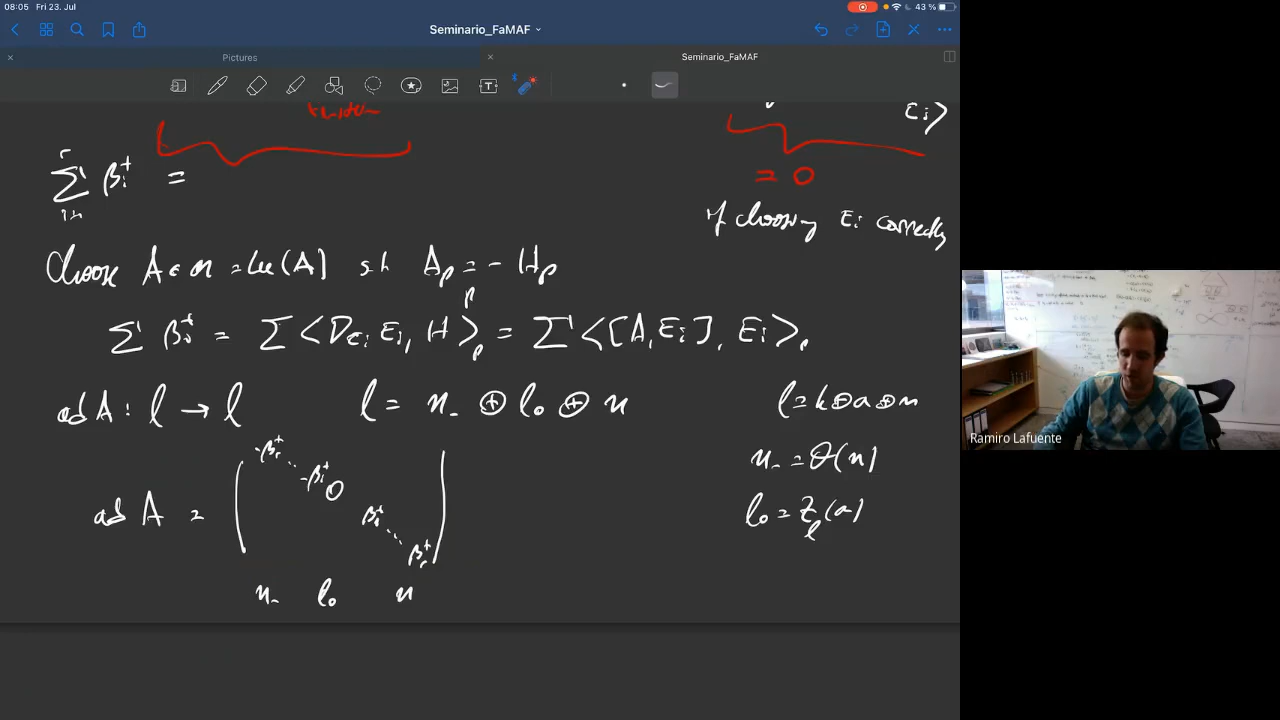 08:05 Fri 23. Jul
43 %
Seminario_FaMAF
Pictures
Seminario_FaMAF
E_i⟩
= 0
if choosing E_i correctly
∑ β_i^+ =
Choose A ∈ 𝔞 = Lie(A) s.t. A_p = - H_p
∑ β_i^+ = ∑ ⟨∇_{E_i} E_i, H⟩_p = ∑ ⟨[A, E_i], E_i⟩_p
ad A : l → l l = n_- ⊕ l_0 ⊕ n l = k ⊕ a ⊕ n
n_- = θ(n)
l_0 = Z_l(a)
-β_r^+ ⋱ -β_1^+
0
ad A = ( β_1^+ ⋱ β_r^+ )
n_- l_0 n
Ramiro Lafuente